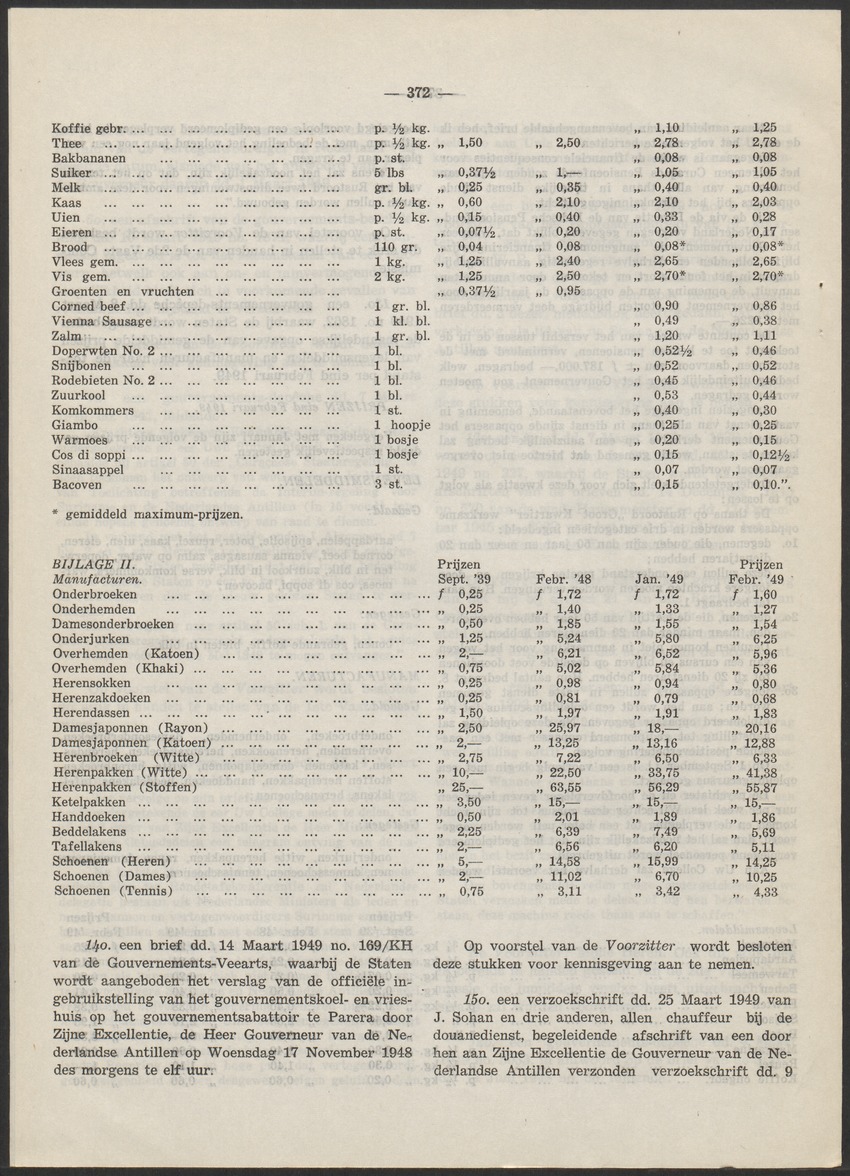 — 372 —
Koffie gebr. ... ... ... ... ... ... ... ... p. ½ kg. „ 1,10 „ 1,25
Thee ... ... ... ... ... ... ... ... ... p. ½ kg. „ 1,50 „ 2,50 „ 2,78 „ 2,78
Bakbananen ... ... ... ... ... ... ... p. st. „ 0,08 „ 0,08
Suiker ... ... ... ... ... ... ... ... ... 5 lbs „ 0,37½ „ 1,— „ 1,05 „ 1,05
Melk ... ... ... ... ... ... ... ... ... gr. bl. „ 0,25 „ 0,35 „ 0,40 „ 0,40
Kaas ... ... ... ... ... ... ... ... ... p. ½ kg. „ 0,60 „ 2,10 „ 2,10 „ 2,03
Uien ... ... ... ... ... ... ... ... ... p. ½ kg. „ 0,15 „ 0,40 „ 0,33 „ 0,28
Eieren ... ... ... ... ... ... ... ... ... p. st. „ 0,07½ „ 0,20 „ 0,20 „ 0,17
Brood ... ... ... ... ... ... ... ... ... 110 gr. „ 0,04 „ 0,08 „ 0,08* „ 0,08*
Vlees gem. ... ... ... ... ... ... ... ... 1 kg. „ 1,25 „ 2,40 „ 2,65 „ 2,65
Vis gem. ... ... ... ... ... ... ... ... 2 kg. „ 1,25 „ 2,50 „ 2,70* „ 2,70*
Groenten en vruchten ... ... ... ... ... „ 0,37½ „ 0,95
Corned beef ... ... ... ... ... ... ... ... 1 gr. bl. „ 0,90 „ 0,86
Vienna Sausage ... ... ... ... ... ... ... 1 kl. bl. „ 0,49 „ 0,38
Zalm ... ... ... ... ... ... ... ... ... 1 gr. bl. „ 1,20 „ 1,11
Doperwten No. 2 ... ... ... ... ... ... ... 1 bl. „ 0,52½ „ 0,46
Snijbonen ... ... ... ... ... ... ... ... 1 bl. „ 0,52 „ 0,52
Rodebieten No. 2 ... ... ... ... ... ... ... 1 bl. „ 0,45 „ 0,46
Zuurkool ... ... ... ... ... ... ... ... 1 bl. „ 0,53 „ 0,44
Komkommers ... ... ... ... ... ... ... 1 st. „ 0,40 „ 0,30
Giambo ... ... ... ... ... ... ... ... 1 hoopje „ 0,25 „ 0,25
Warmoes ... ... ... ... ... ... ... ... 1 bosje „ 0,20 „ 0,15
Cos di soppi ... ... ... ... ... ... ... ... 1 bosje „ 0,15 „ 0,12½
Sinaasappel ... ... ... ... ... ... ... 1 st. „ 0,07 „ 0,07
Bacoven ... ... ... ... ... ... ... ... 3 st. „ 0,15 „ 0,10.”.
* gemiddeld maximum-prijzen.
BIJLAGE II. Prijzen Prijzen
Manufacturen. Sept. '39 Febr. '48 Jan. '49 Febr. '49
Onderbroeken ... ... ... ... ... ... ... ... ... ... f 0,25 f 1,72 f 1,72 f 1,60
Onderhemden ... ... ... ... ... ... ... ... ... ... „ 0,25 „ 1,40 „ 1,33 „ 1,27
Damesonderbroeken ... ... ... ... ... ... ... ... ... „ 0,50 „ 1,85 „ 1,55 „ 1,54
Onderjurken ... ... ... ... ... ... ... ... ... ... „ 1,25 „ 5,24 „ 5,80 „ 6,25
Overhemden (Katoen) ... ... ... ... ... ... ... ... „ 2,— „ 6,21 „ 6,52 „ 5,96
Overhemden (Khaki) ... ... ... ... ... ... ... ... ... „ 0,75 „ 5,02 „ 5,84 „ 5,36
Herensokken ... ... ... ... ... ... ... ... ... ... „ 0,25 „ 0,98 „ 0,94 „ 0,80
Herenzakdoeken ... ... ... ... ... ... ... ... ... ... „ 0,25 „ 0,81 „ 0,79 „ 0,68
Herendassen ... ... ... ... ... ... ... ... ... ... ... „ 1,50 „ 1,97 „ 1,91 „ 1,83
Damesjaponnen (Rayon) ... ... ... ... ... ... ... ... „ 2,50 „ 25,97 „ 18,— „ 20,16
Damesjaponnen (Katoen) ... ... ... ... ... ... ... ... „ 2,— „ 13,25 „ 13,16 „ 12,88
Herenbroeken (Witte) ... ... ... ... ... ... ... ... „ 2,75 „ 7,22 „ 6,50 „ 6,33
Herenpakken (Witte) ... ... ... ... ... ... ... ... ... „ 10,— „ 22,50 „ 33,75 „ 41,38
Herenpakken (Stoffen) ... ... ... ... ... ... ... ... „ 25,— „ 63,55 „ 56,29 „ 55,87
Ketelpakken ... ... ... ... ... ... ... ... ... ... ... „ 3,50 „ 15,— „ 15,— „ 15,—
Handdoeken ... ... ... ... ... ... ... ... ... ... ... „ 0,50 „ 2,01 „ 1,89 „ 1,86
Beddelakens ... ... ... ... ... ... ... ... ... ... ... „ 2,25 „ 6,39 „ 7,49 „ 5,69
Tafellakens ... ... ... ... ... ... ... ... ... ... ... „ 2,— „ 6,56 „ 6,20 „ 5,11
Schoenen (Heren) ... ... ... ... ... ... ... ... ... „ 5,— „ 14,58 „ 15,99 „ 14,25
Schoenen (Dames) ... ... ... ... ... ... ... ... ... „ 2,— „ 11,02 „ 6,70 „ 10,25
Schoenen (Tennis) ... ... ... ... ... ... ... ... ... „ 0,75 „ 3,11 „ 3,42 „ 4,33
14o. een brief dd. 14 Maart 1949 no. 169/KH
van de Gouvernements-Veearts, waarbij de Staten
wordt aangeboden het verslag van de officiële in-
gebruikstelling van het gouvernementskoel- en vries-
huis op het gouvernementsabattoir te Parera door
Zijne Excellentie, de Heer Gouverneur van de Ne-
derlandse Antillen op Woensdag 17 November 1948
des morgens te elf uur.
Op voorstel van de Voorzitter wordt besloten
deze stukken voor kennisgeving aan te nemen.
15o. een verzoekschrift dd. 25 Maart 1949 van
J. Sohan en drie anderen, allen chauffeur bij de
douanedienst, begeleidende afschrift van een door
hen aan Zijne Excellentie de Gouverneur van de Ne-
derlandse Antillen verzonden verzoekschrift dd. 9